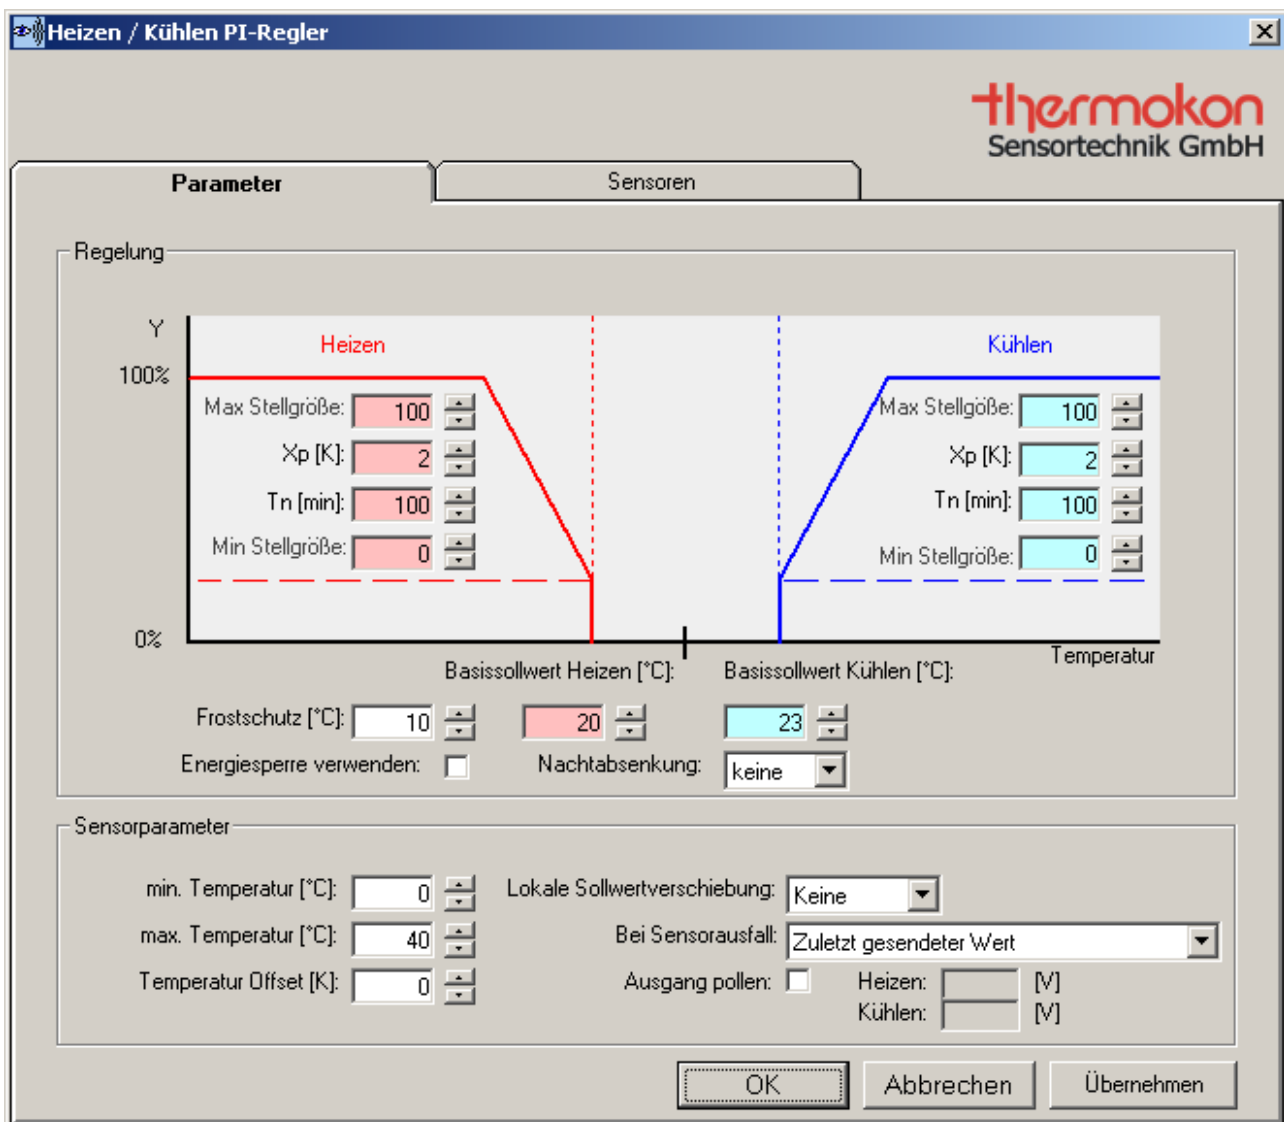 Heizen / Kühlen PI-Regler
thermokon
Sensortechnik GmbH
Parameter
Sensoren
Regelung
Y
Heizen
Kühlen
100%
Max Stellgröße: 100
Max Stellgöße: 100
Xp [K]: 2
Xp [K]: 2
Tn [min]: 100
Tn [min]: 100
Min Stellgröße: 0
Min Stellgröße: 0
0%
Temperatur
Basissollwert Heizen [°C]:
Basissollwert Kühlen [°C]:
Frostschutz [°C]: 10
20
23
Energiesperre verwenden:
Nachtabsenkung: keine
Sensorparameter
min. Temperatur [°C]: 0
Lokale Sollwertverschiebung: Keine
max. Temperatur [°C]: 40
Bei Sensorausfall: Zuletzt gesendeter Wert
Temperatur Offset [K]: 0
Ausgang pollen:
Heizen: [V]
Kühlen: [V]
OK
Abbrechen
Übernehmen